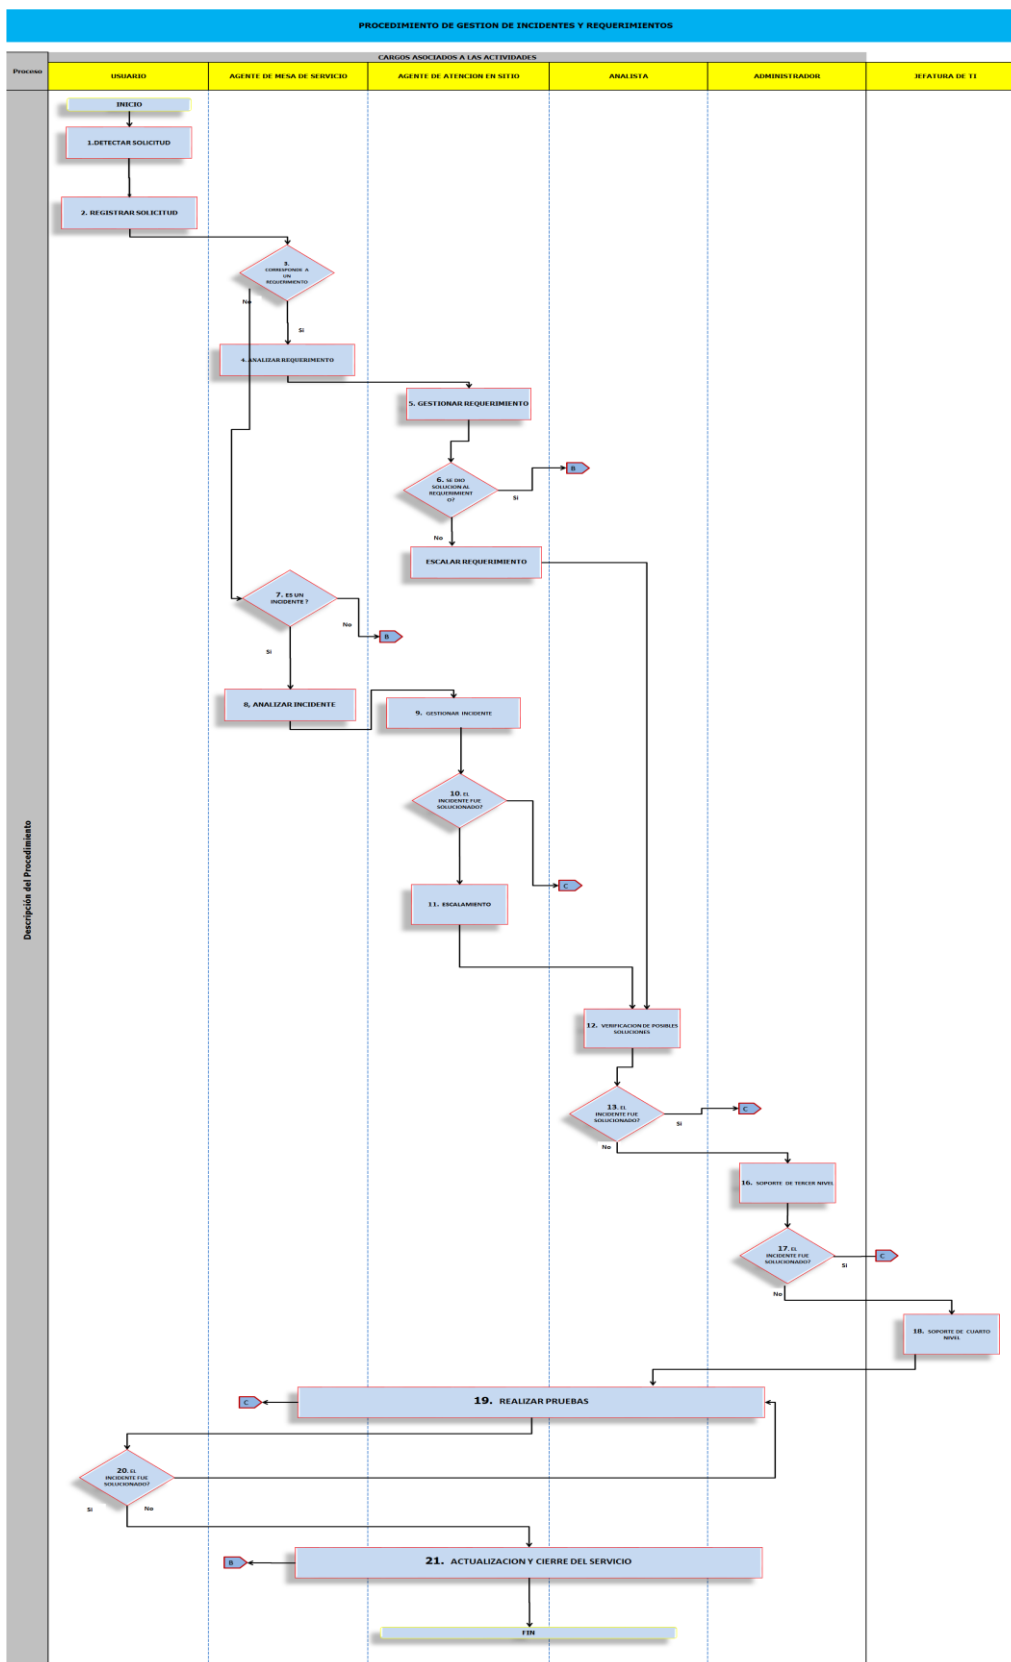 PROCEDIMIENTO DE GESTION DE INCIDENTES Y REQUERIMIENTOS
CARGOS ASOCIADOS A LAS ACTIVIDADES
Proceso
USUARIO
AGENTE DE MESA DE SERVICIO
AGENTE DE ATENCION EN SITIO
ANALISTA
ADMINISTRADOR
JEFATURA DE TI
Descripción del Procedimiento
INICIO
1.DETECTAR SOLICITUD
2. REGISTRAR SOLICITUD
3.
CORRESPONDE A
UN
REQUERIMIENTO
No
Si
4. ANALIZAR REQUERIMENTO
5. GESTIONAR REQUERIMIENTO
6. SE DIO
SOLUCION AL
REQUERIMIENT
O?
B
Si
No
ESCALAR REQUERIMIENTO
7. ES UN
INCIDENTE ?
No
B
Si
8, ANALIZAR INCIDENTE
9. GESTIONAR INCIDENTE
10. EL
INCIDENTE FUE
SOLUCIONADO?
C
11. ESCALAMIENTO
12. VERIFICACION DE POSIBLES
SOLUCIONES
13. EL
INCIDENTE FUE
SOLUCIONADO?
C
Si
No
16. SOPORTE DE TERCER NIVEL
17. EL
INCIDENTE FUE
SOLUCIONADO?
C
Si
No
18. SOPORTE DE CUARTO
NIVEL
19. REALIZAR PRUEBAS
C
20. EL
INCIDENTE FUE
SOLUCIONADO?
Si
No
21. ACTUALIZACION Y CIERRE DEL SERVICIO
B
FIN